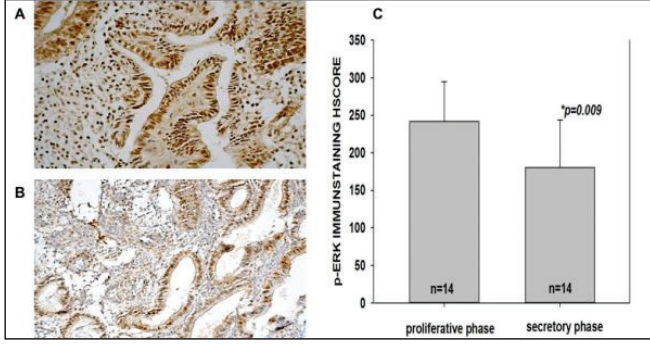 A
B
C
p-ERK IMMUNSTAINING HSCORE
350
300
250
200
150
100
50
0
*p=0.009
n=14
n=14
proliferative phase
secretory phase